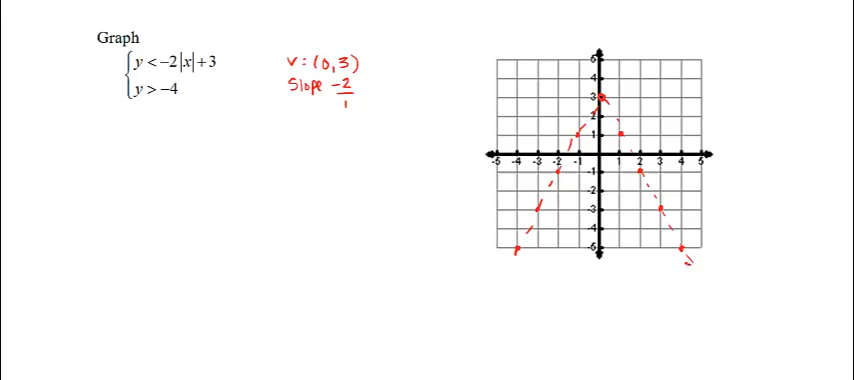 Graph
y < -2|x| + 3
y > -4
v: (0, 3)
Slope -2/1
5
4
3
2
1
-5 -4 -3 -2 -1 1 2 3 4 5
-1
-2
-3
-4
-5